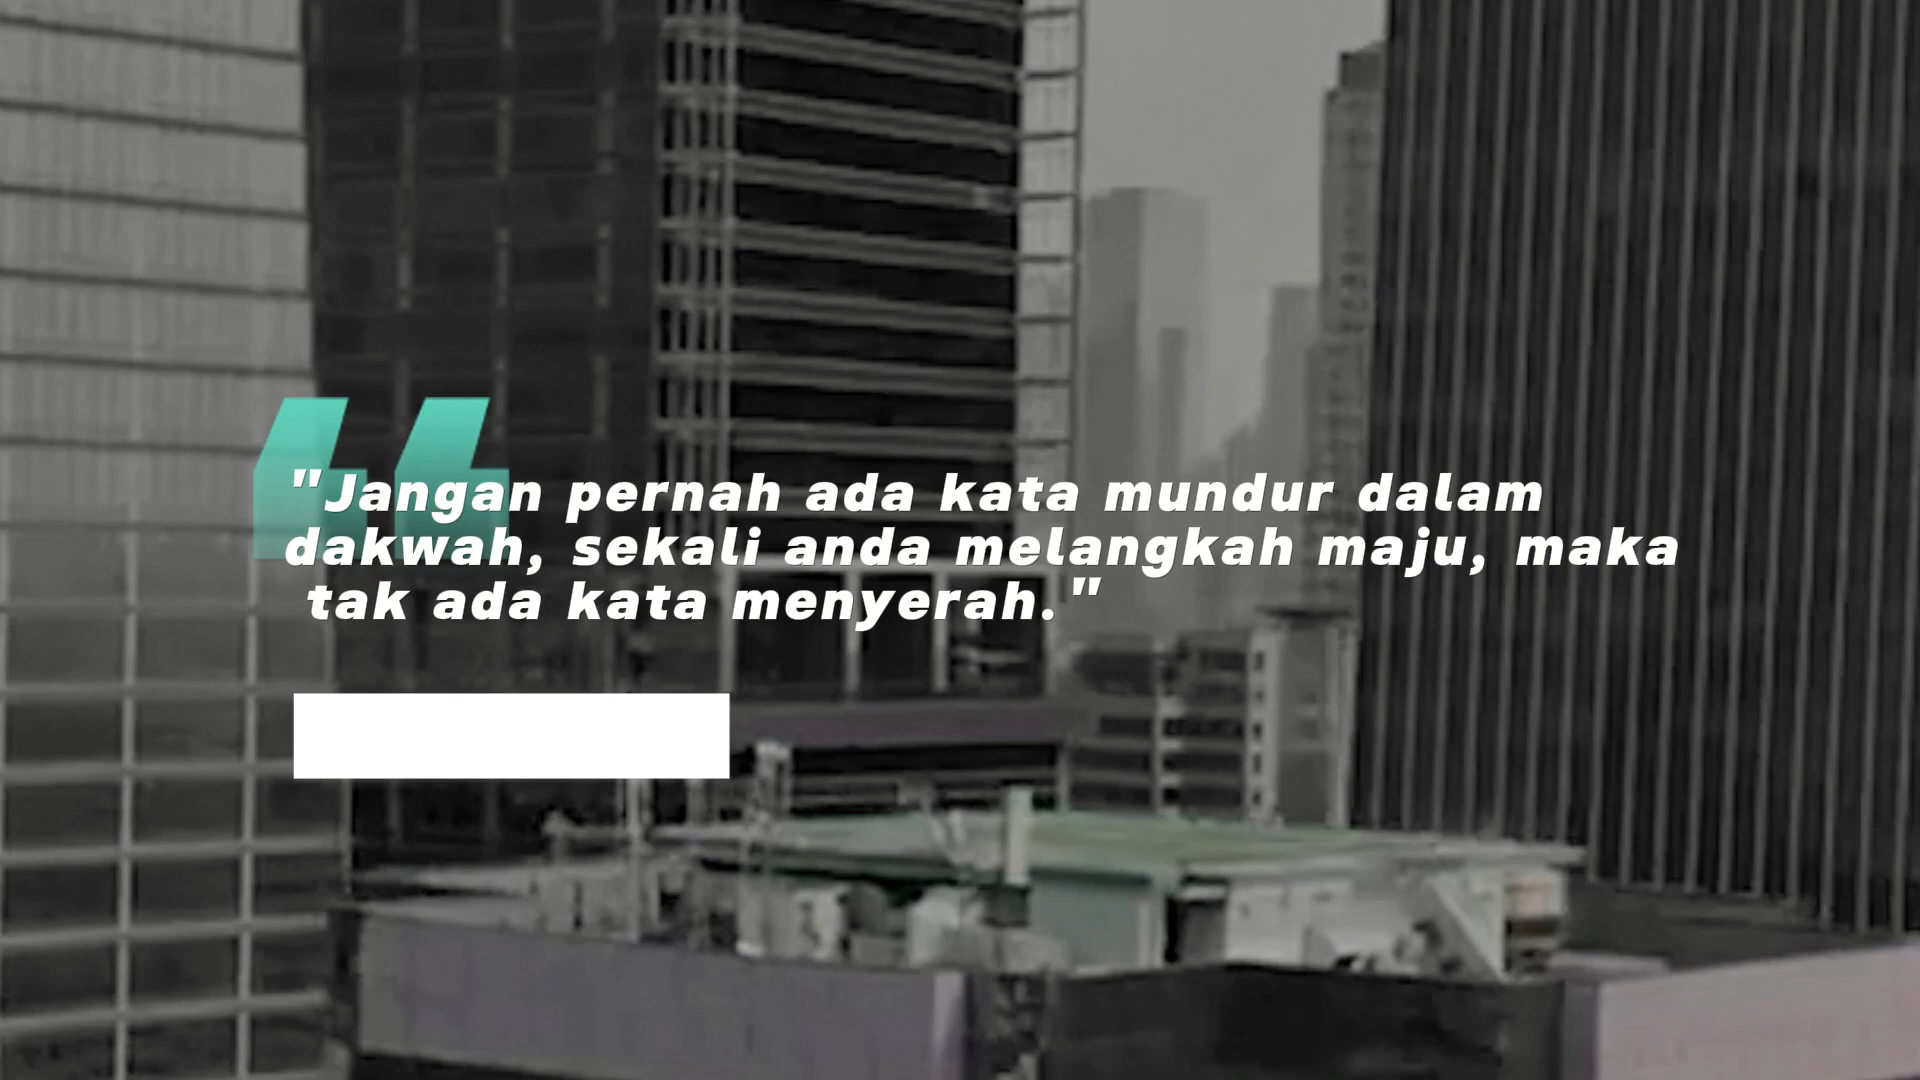 "Jangan pernah ada kata mundur dalam
dakwah, sekali anda melangkah maju, maka
tak ada kata menyerah."